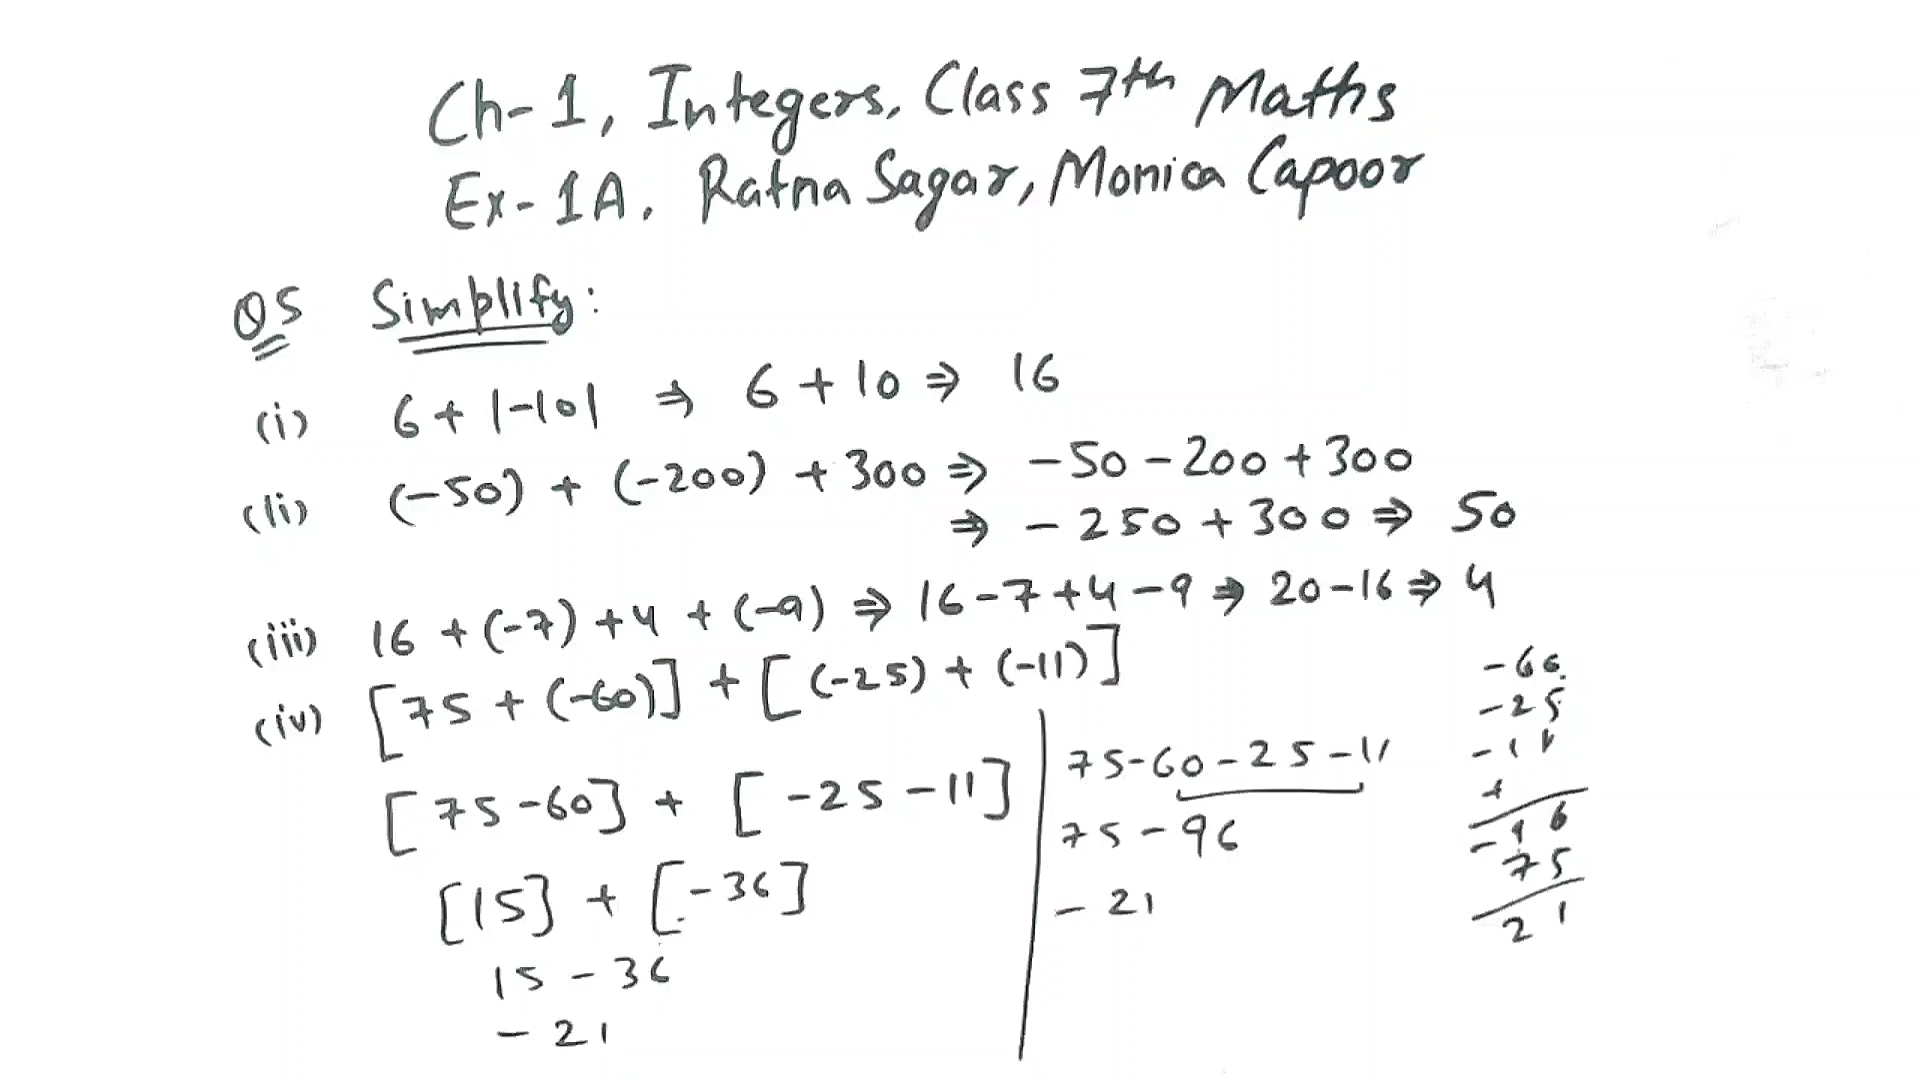 Ch-1, Integers, Class 7th Maths
Ex-1A, Ratna Sagar, Monica Capoor
Q5 Simplify:
(i) 6 + |-10| ⇒ 6 + 10 ⇒ 16
(ii) (-50) + (-200) + 300 ⇒ -50 - 200 + 300
⇒ -250 + 300 ⇒ 50
(iii) 16 + (-7) + 4 + (-9) ⇒ 16 - 7 + 4 - 9 ⇒ 20 - 16 ⇒ 4
(iv) [75 + (-60)] + [(-25) + (-11)]
[75 - 60] + [-25 - 11]
[15] + [-36]
15 - 36
- 21
75 - 60 - 25 - 11
75 - 96
- 21
- 60
- 25
- 11
+
- 96
75
21